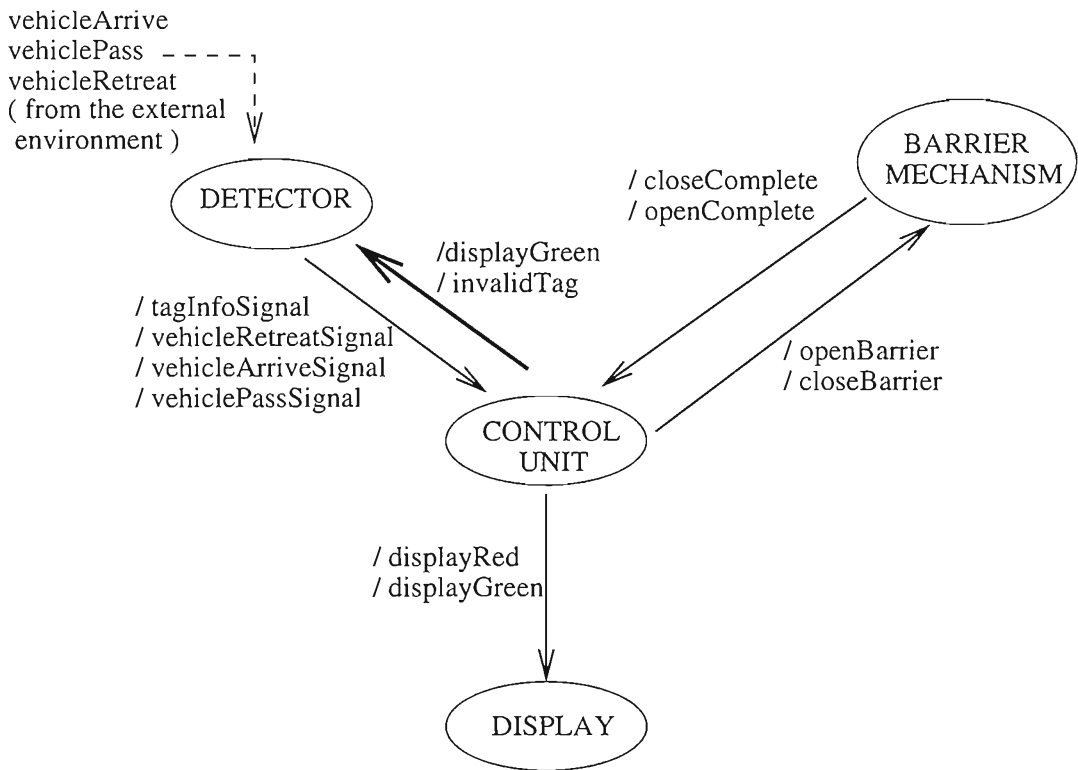 vehicleArrive
vehiclePass
vehicleRetreat
( from the external
environment )
DETECTOR
BARRIER
MECHANISM
/ closeComplete
/ openComplete
/displayGreen
/ invalidTag
/ tagInfoSignal
/ vehicleRetreatSignal
/ vehicleArriveSignal
/ vehiclePassSignal
/ openBarrier
/ closeBarrier
CONTROL
UNIT
/ displayRed
/ displayGreen
DISPLAY